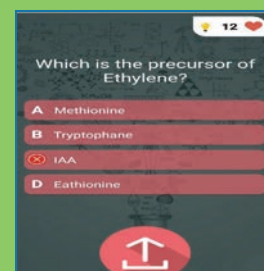 12
Which is the precursor of
Ethylene?
A Methionine
B Tryptophane
IAA
D Eathionine